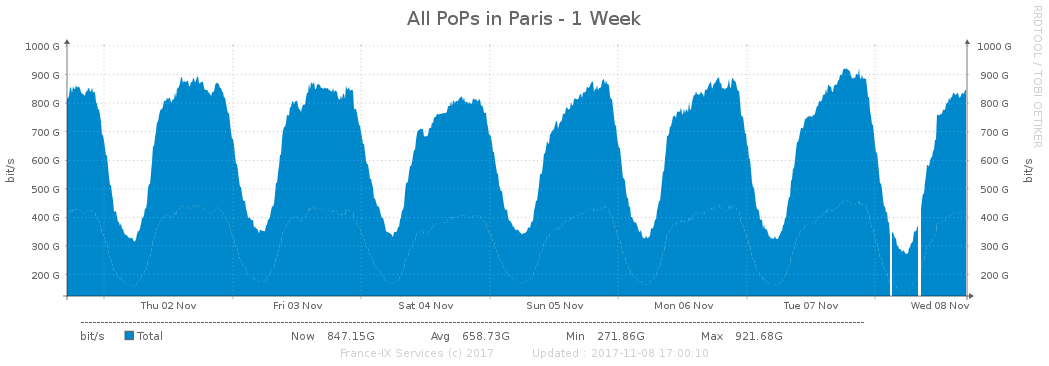 All PoPs in Paris - 1 Week
RRDTOOL / TOBI OETIKER
1000 G 1000 G
900 G 900 G
800 G 800 G
700 G 700 G
600 G 600 G
500 G 500 G
400 G 400 G
300 G 300 G
200 G 200 G
bit/s
bit/s
Thu 02 Nov Fri 03 Nov Sat 04 Nov Sun 05 Nov Mon 06 Nov Tue 07 Nov Wed 08 Nov
bit/s Total Now 847.15G Avg 658.73G Min 271.86G Max 921.68G
France-IX Services (c) 2017 Updated : 2017-11-08 17:00:10